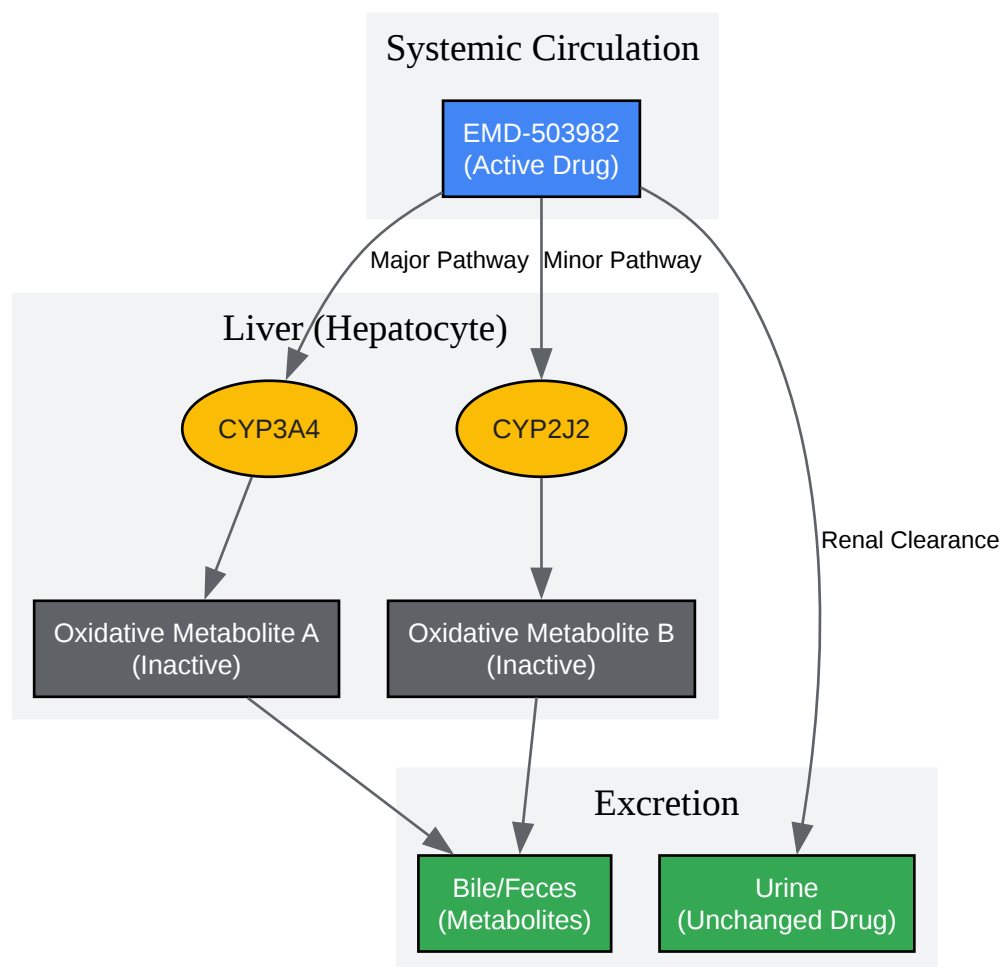 Systemic Circulation
EMD-503982
(Active Drug)
Major Pathway
Minor Pathway
Liver (Hepatocyte)
CYP3A4
CYP2J2
Renal Clearance
Oxidative Metabolite A
(Inactive)
Oxidative Metabolite B
(Inactive)
Excretion
Bile/Feces
(Metabolites)
Urine
(Unchanged Drug)